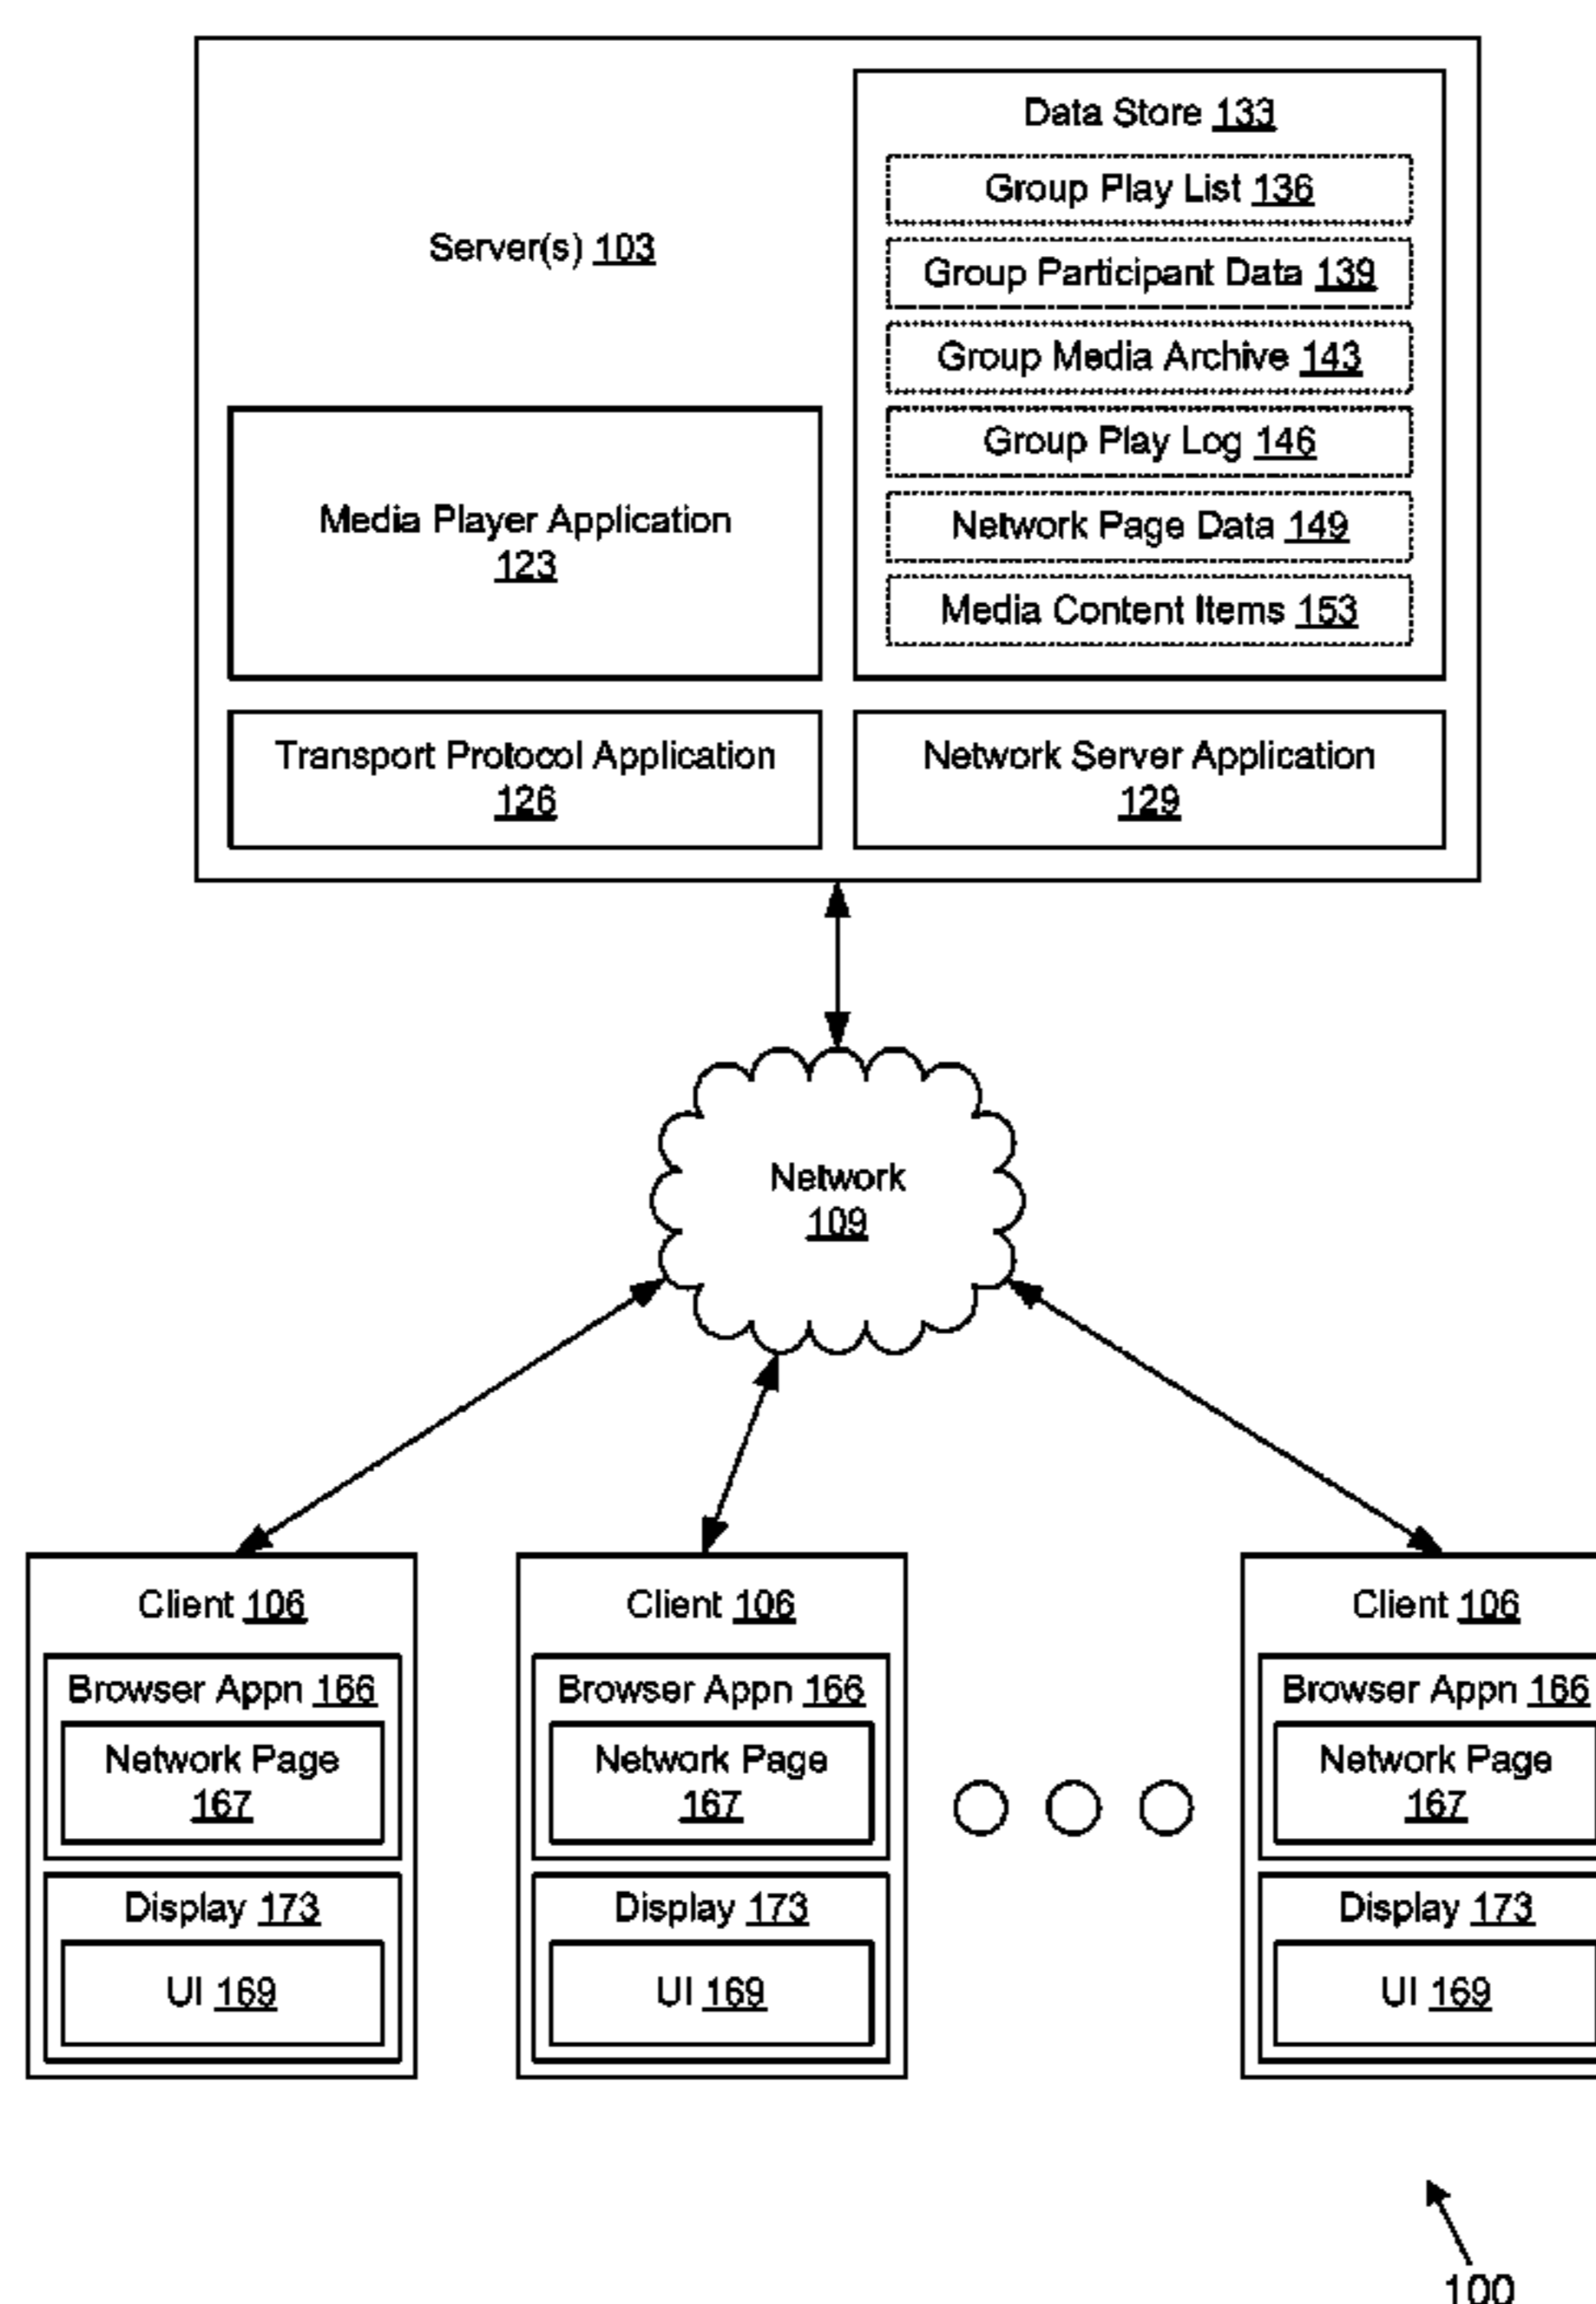 Server(s) 103
Data Store 133
Group Play List 136
Group Participant Data 139
Group Media Archive 143
Group Play Log 146
Network Page Data 149
Media Content Items 153
Media Player Application
123
Transport Protocol Application
126
Network Server Application
129
Network
109
Client 106
Browser Appn 166
Network Page
167
Display 173
UI 169
Client 106
Browser Appn 166
Network Page
167
Display 173
UI 169
Client 106
Browser Appn 166
Network Page
167
Display 173
UI 169
100